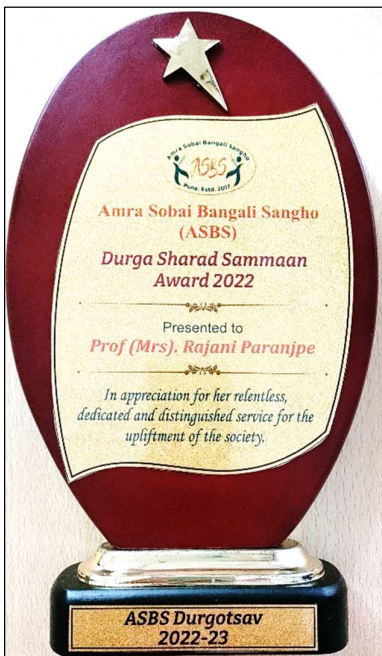 Amra Sobai Bangali Sangho
ASBS
Pune. Estd. 2017
Amra Sobai Bangali Sangho
(ASBS)
Durga Sharad Sammaan
Award 2022
Presented to
Prof (Mrs). Rajani Paranjpe
In appreciation for her relentless,
dedicated and distinguished service for the
upliftment of the society.
ASBS Durgotsav
2022-23